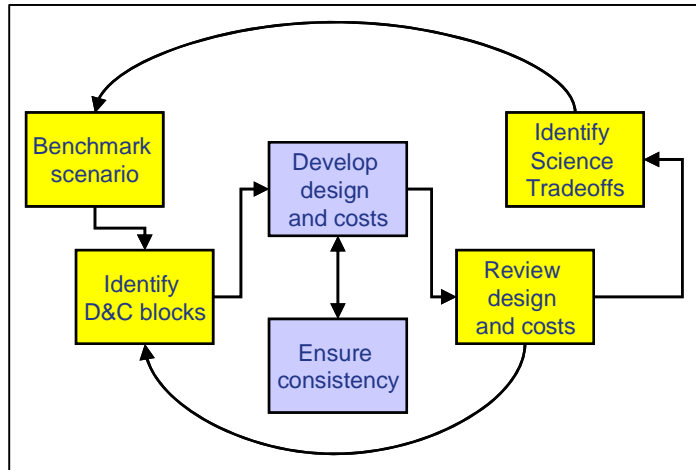 Benchmark
scenario
Identify
D&C blocks
Develop
design
and costs
Ensure
consistency
Review
design
and costs
Identify
Science
Tradeoffs